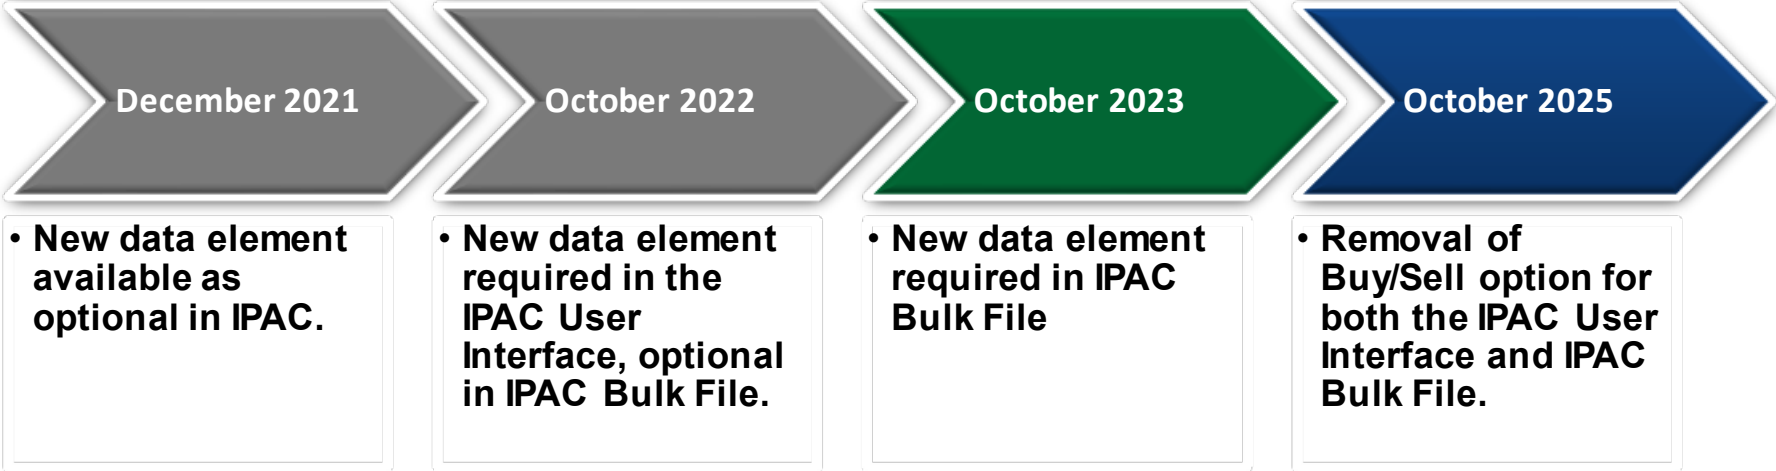 December 2021
• New data element
available as
optional in IPAC.
October 2022
• New data element
required in the
IPAC User
Interface, optional
in IPAC Bulk File.
October 2023
• New data element
required in IPAC
Bulk File
October 2025
• Removal of
Buy/Sell option for
both the IPAC User
Interface and IPAC
Bulk File.